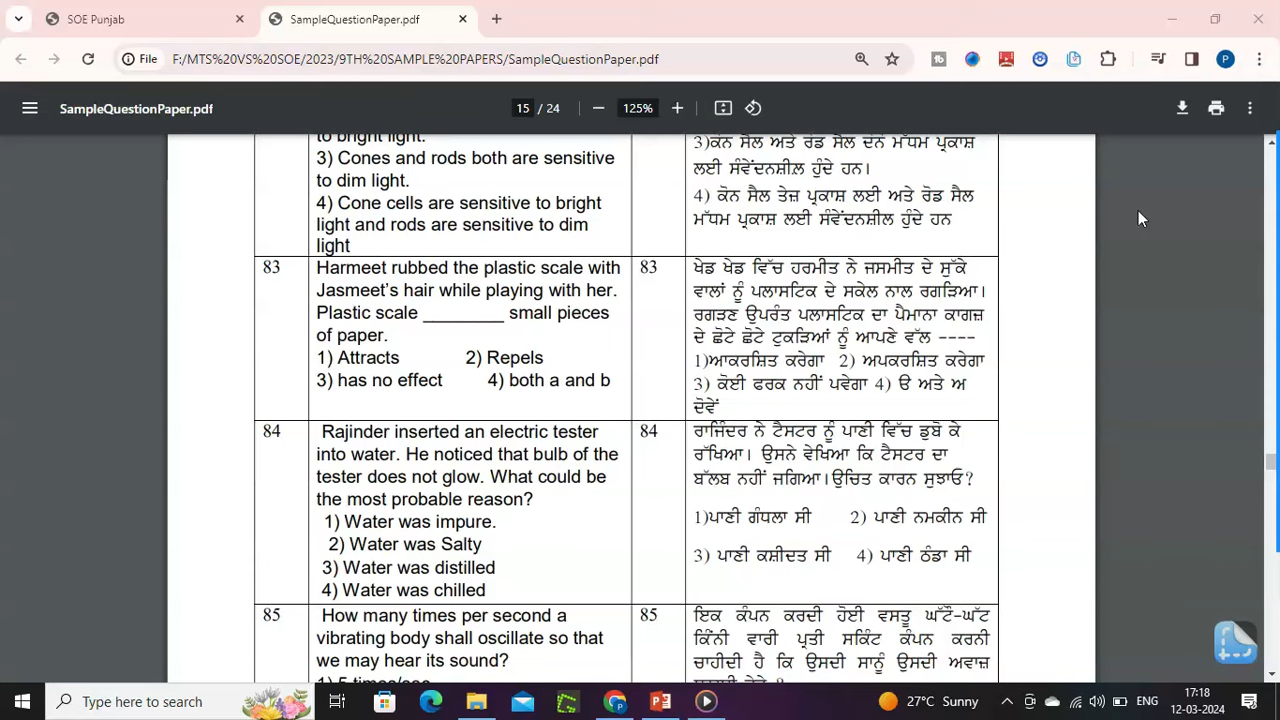 SOE Punjab
SampleQuestionPaper.pdf
File F:/MTS%20VS%20SOE/2023/9TH%20SAMPLE%20PAPERS/SampleQuestionPaper.pdf
P
SampleQuestionPaper.pdf
15 / 24
125%
to bright light.
3) Cones and rods both are sensitive
to dim light.
4) Cone cells are sensitive to bright
light and rods are sensitive to dim
light
3)ਕੋਨ ਸੈਲ ਅਤੇ ਰੋਡ ਸੈਲ ਦੋਨੋਂ ਮੱਧਮ ਪ੍ਰਕਾਸ਼
ਲਈ ਸੰਵੇਂਦਨਸ਼ੀਲ਼ ਹੁੰਦੇ ਹਨ।
4) ਕੋਨ ਸੈਲ ਤੇਜ਼ ਪ੍ਰਕਾਸ਼ ਲਈ ਅਤੇ ਰੋਡ ਸੈਲ
ਮੱਧਮ ਪ੍ਰਕਾਸ਼ ਲਈ ਸੰਵੇਂਦਨਸ਼ੀਲ ਹੁੰਦੇ ਹਨ
83
Harmeet rubbed the plastic scale with
Jasmeet's hair while playing with her.
Plastic scale ________ small pieces
of paper.
1) Attracts 2) Repels
3) has no effect 4) both a and b
83
ਖੇਡ ਖੇਡ ਵਿੱਚ ਹਰਮੀਤ ਨੇ ਜਸਮੀਤ ਦੇ ਸੁੱਕੇ
ਵਾਲਾਂ ਨੂੰ ਪਲਾਸਟਿਕ ਦੇ ਸਕੇਲ ਨਾਲ ਰਗੜਿਆ।
ਰਗੜਣ ਉਪਰੰਤ ਪਲਾਸਟਿਕ ਦਾ ਪੈਮਾਨਾ ਕਾਗਜ਼
ਦੇ ਛੋਟੇ ਛੋਟੇ ਟੁਕੜਿਆਂ ਨੂੰ ਆਪਣੇ ਵੱਲ ----
1)ਆਕਰਸ਼ਿਤ ਕਰੇਗਾ 2) ਅਪਕਰਸ਼ਿਤ ਕਰੇਗਾ
3) ਕੋਈ ਫਰਕ ਨਹੀਂ ਪਵੇਗਾ 4) ੳ ਅਤੇ ਅ
ਦੋਵੇਂ
84
Rajinder inserted an electric tester
into water. He noticed that bulb of the
tester does not glow. What could be
the most probable reason?
1) Water was impure.
2) Water was Salty
3) Water was distilled
4) Water was chilled
84
ਰਾਜਿੰਦਰ ਨੇ ਟੈਸਟਰ ਨੂੰ ਪਾਣੀ ਵਿੱਚ ਡੁਬੋ ਕੇ
ਰੱਖਿਆ। ਉਸਨੇ ਵੇਖਿਆ ਕਿ ਟੈਸਟਰ ਦਾ
ਬੱਲਬ ਨਹੀਂ ਜਗਿਆ।ਉਚਿਤ ਕਾਰਨ ਸੁਝਾਓ?
1)ਪਾਣੀ ਗੰਧਲਾ ਸੀ 2) ਪਾਣੀ ਨਮਕੀਨ ਸੀ
3) ਪਾਣੀ ਕਸ਼ੀਦਤ ਸੀ 4) ਪਾਣੀ ਠੰਡਾ ਸੀ
85
How many times per second a
vibrating body shall oscillate so that
we may hear its sound?
85
ਇਕ ਕੰਪਨ ਕਰਦੀ ਹੋਈ ਵਸਤੂ ਘੱਟੋ-ਘੱਟ
ਕਿੰਨੀ ਵਾਰੀ ਪ੍ਰਤੀ ਸਕਿੰਟ ਕੰਪਨ ਕਰਨੀ
ਚਾਹੀਦੀ ਹੈ ਕਿ ਉਸਦੀ ਸਾਨੂੰ ਉਸਦੀ ਅਵਾਜ਼
Type here to search
27°C Sunny
ENG
17:18
12-03-2024